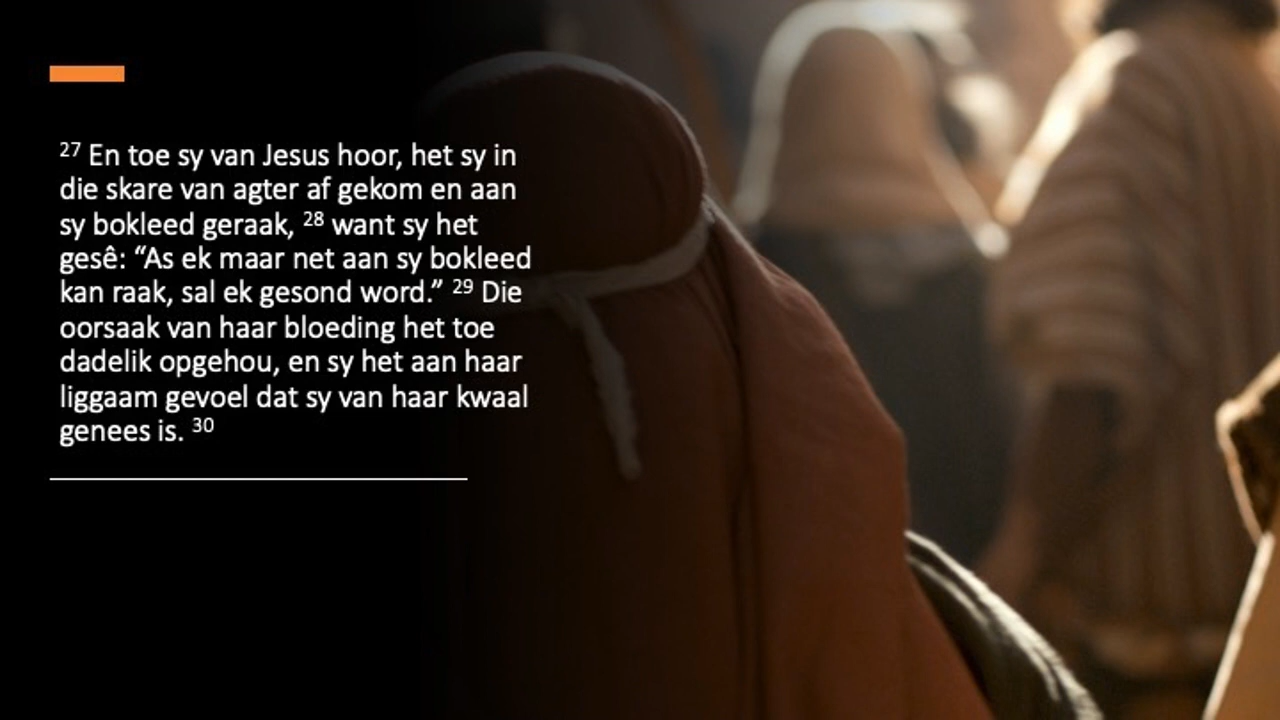 27 En toe sy van Jesus hoor, het sy in
die skare van agter af gekom en aan
sy bokleed geraak, 28 want sy het
gesê: “As ek maar net aan sy bokleed
kan raak, sal ek gesond word.” 29 Die
oorsaak van haar bloeding het toe
dadelik opgehou, en sy het aan haar
liggaam gevoel dat sy van haar kwaal
genees is. 30